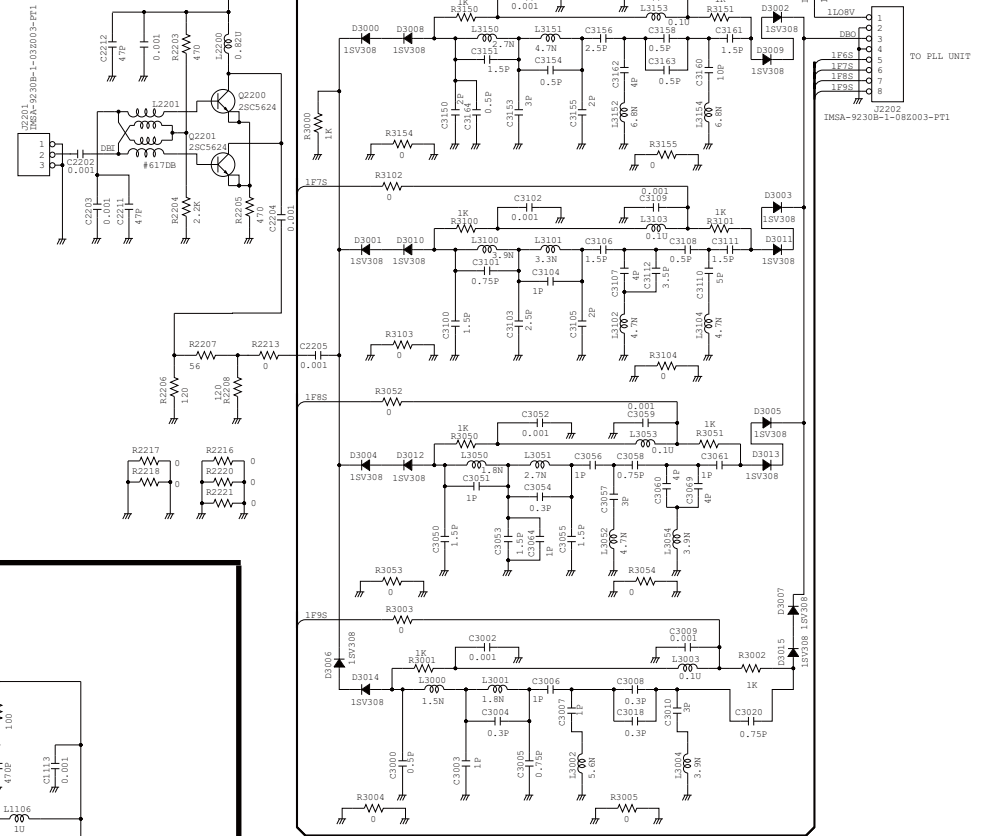 R3150
0.001
L3153
0.1U
R3151
D3002
1SV308
1LO8V
D3000
1SV308
D3008
1SV308
L3150
2.7N
L3151
4.7N
C3156
2.5P
C3158
0.5P
C3161
1.5P
D3009
1SV308
C3151
1.5P
C3154
0.5P
C3163
0.5P
C3162
4P
C3160
10P
C3150
2P
C3164
0.5P
C3153
3P
C3155
2P
L3152
6.8N
L3154
6.8N
R3000
1K
R3154
0
R3155
0
DBO
1F6S
1F7S
1F8S
1F9S
1
2
3
4
5
6
7
8
TO PLL UNIT
J2202
IMSA-9230B-1-08Z003-PT1
J2201
IMSA-9230B-1-03Z003-PT1
1
2
3
C2212
47P
0.001
R2203
470
L2200
0.82U
Q2200
2SC5624
L2201
Q2201
2SC5624
#617DB
DBI
C2202
0.001
C2203
0.001
C2211
47P
R2204
2.2K
R2205
470
C2204
0.001
1F7S
R3102
0
C3102
0.001
0.001
C3109
L3103
0.1U
1K
R3100
1K
R3101
D3003
1SV308
D3001
1SV308
D3010
1SV308
L3100
3.9N
L3101
3.3N
C3106
1.5P
C3108
0.5P
C3111
1.5P
D3011
1SV308
C3101
0.75P
C3104
1P
C3107
4P
C3112
3.5P
C3110
5P
C3100
1.5P
C3103
2.5P
C3105
2P
L3102
4.7N
L3104
4.7N
R3103
0
R3104
0
R2207
56
R2213
0
C2205
0.001
R2206
120
120
R2208
1F8S
R3052
0
C3052
0.001
0.001
C3059
L3053
0.1U
1K
R3050
1K
R3051
D3005
1SV308
D3004
1SV308
D3012
1SV308
L3050
1.8N
L3051
2.7N
C3056
1P
C3058
0.75P
C3061
1P
D3013
1SV308
C3051
1P
C3054
0.3P
C3057
3P
C3060
4P
C3069
4P
C3050
1.5P
C3053
1.5P
C3064
1P
C3055
1.5P
L3052
4.7N
L3054
3.9N
R3053
0
R3054
0
R2217
0
R2218
0
R2216
0
R2220
0
R2221
0
1F9S
R3003
0
D3007
1SV308
D3015
1SV308
D3006
1SV308
C3002
0.001
C3009
0.001
L3003
0.1U
1K
R3001
R3002
1K
D3014
1SV308
L3000
1.5N
L3001
1.8N
C3006
1P
C3008
0.3P
C3018
0.3P
C3004
0.3P
C3007
1P
C3010
3P
C3020
0.75P
C3000
0.5P
C3003
1P
C3005
0.75P
L3002
5.6N
L3004
3.9N
R3004
0
R3005
0
100
470P
C1113
0.001
L1106
1U